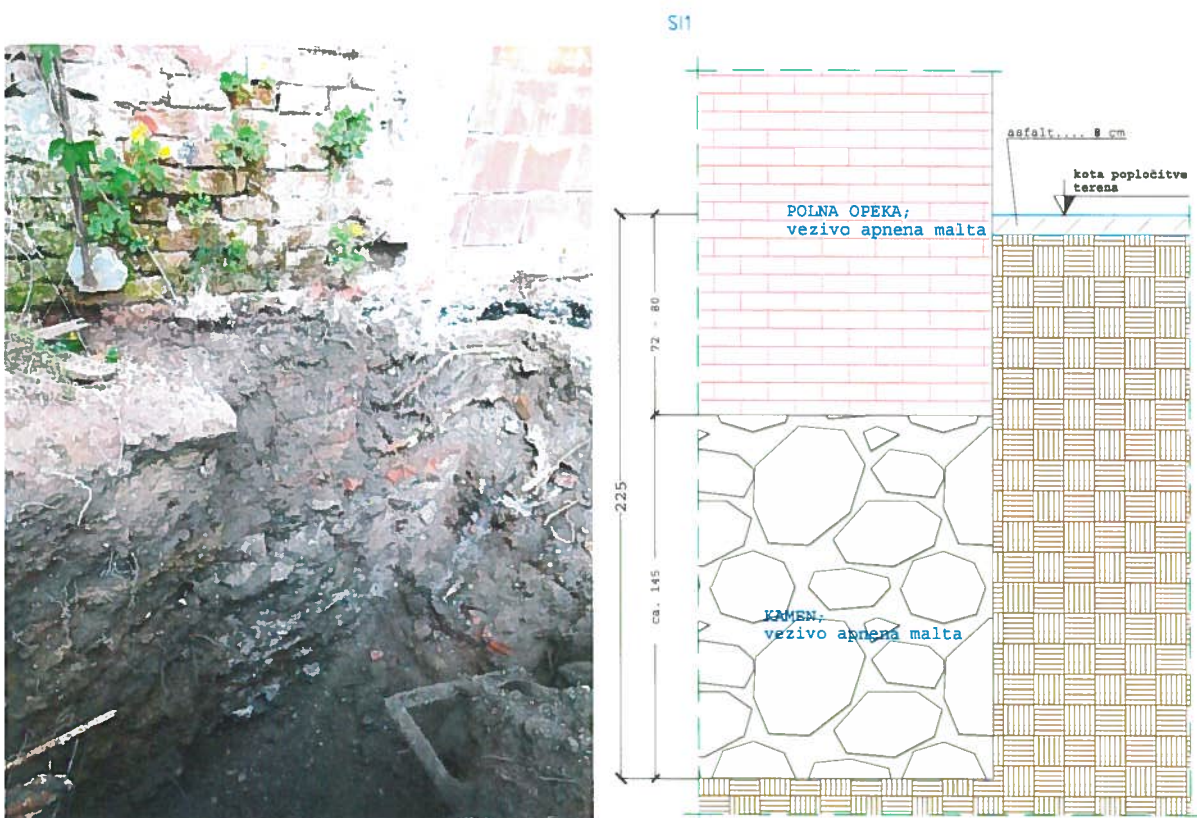 SI1
asfalt.... 8 cm
kota popločitve
terena
POLNA OPEKA;
vezivo apnena malta
72 - 80
225
ca. 145
KAMEN;
vezivo apnena malta